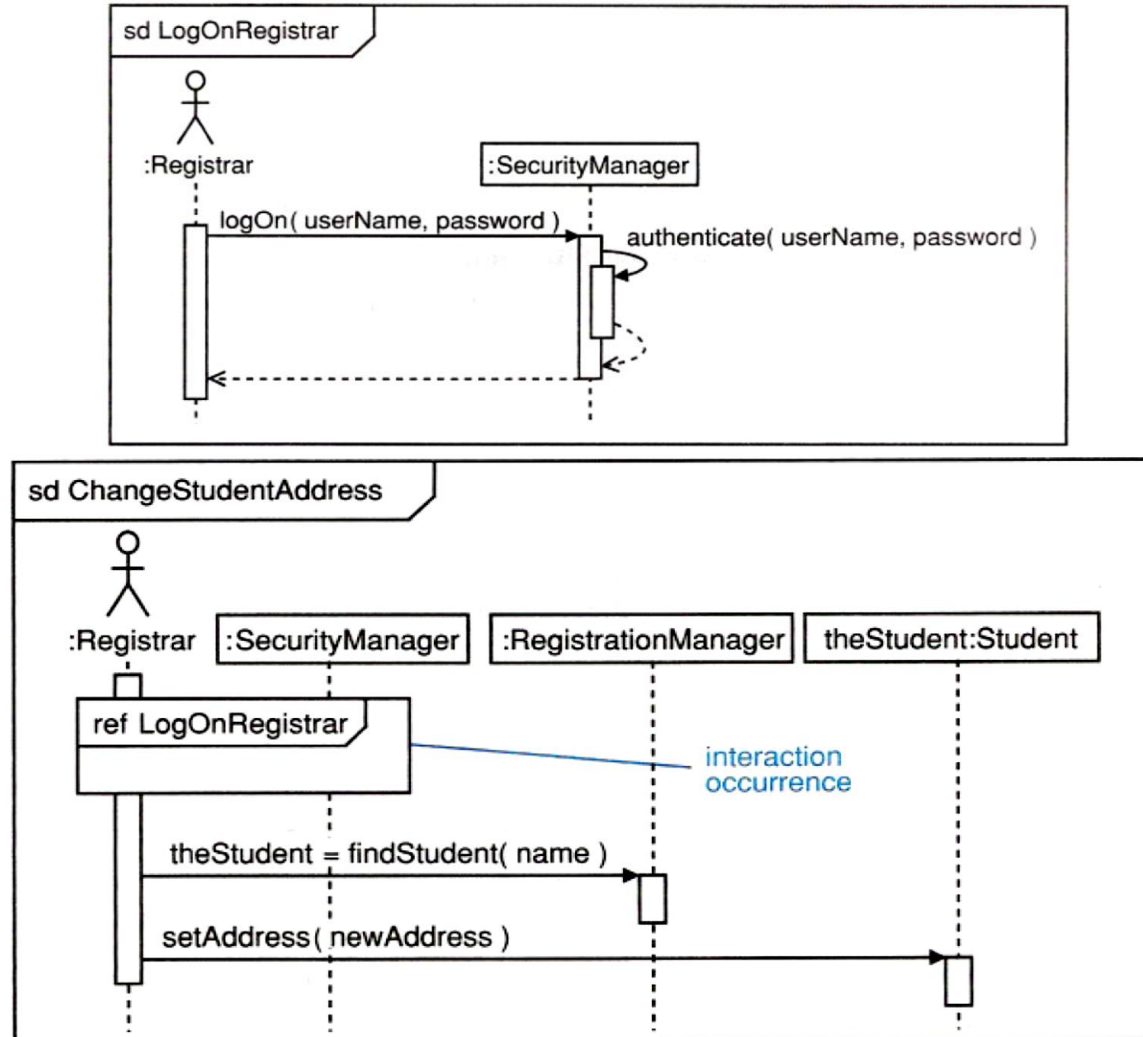 sd LogOnRegistrar
:Registrar
:SecurityManager
logOn( userName, password )
authenticate( userName, password )
sd ChangeStudentAddress
:Registrar
:SecurityManager
:RegistrationManager
theStudent:Student
ref LogOnRegistrar
interaction
occurrence
theStudent = findStudent( name )
setAddress( newAddress )